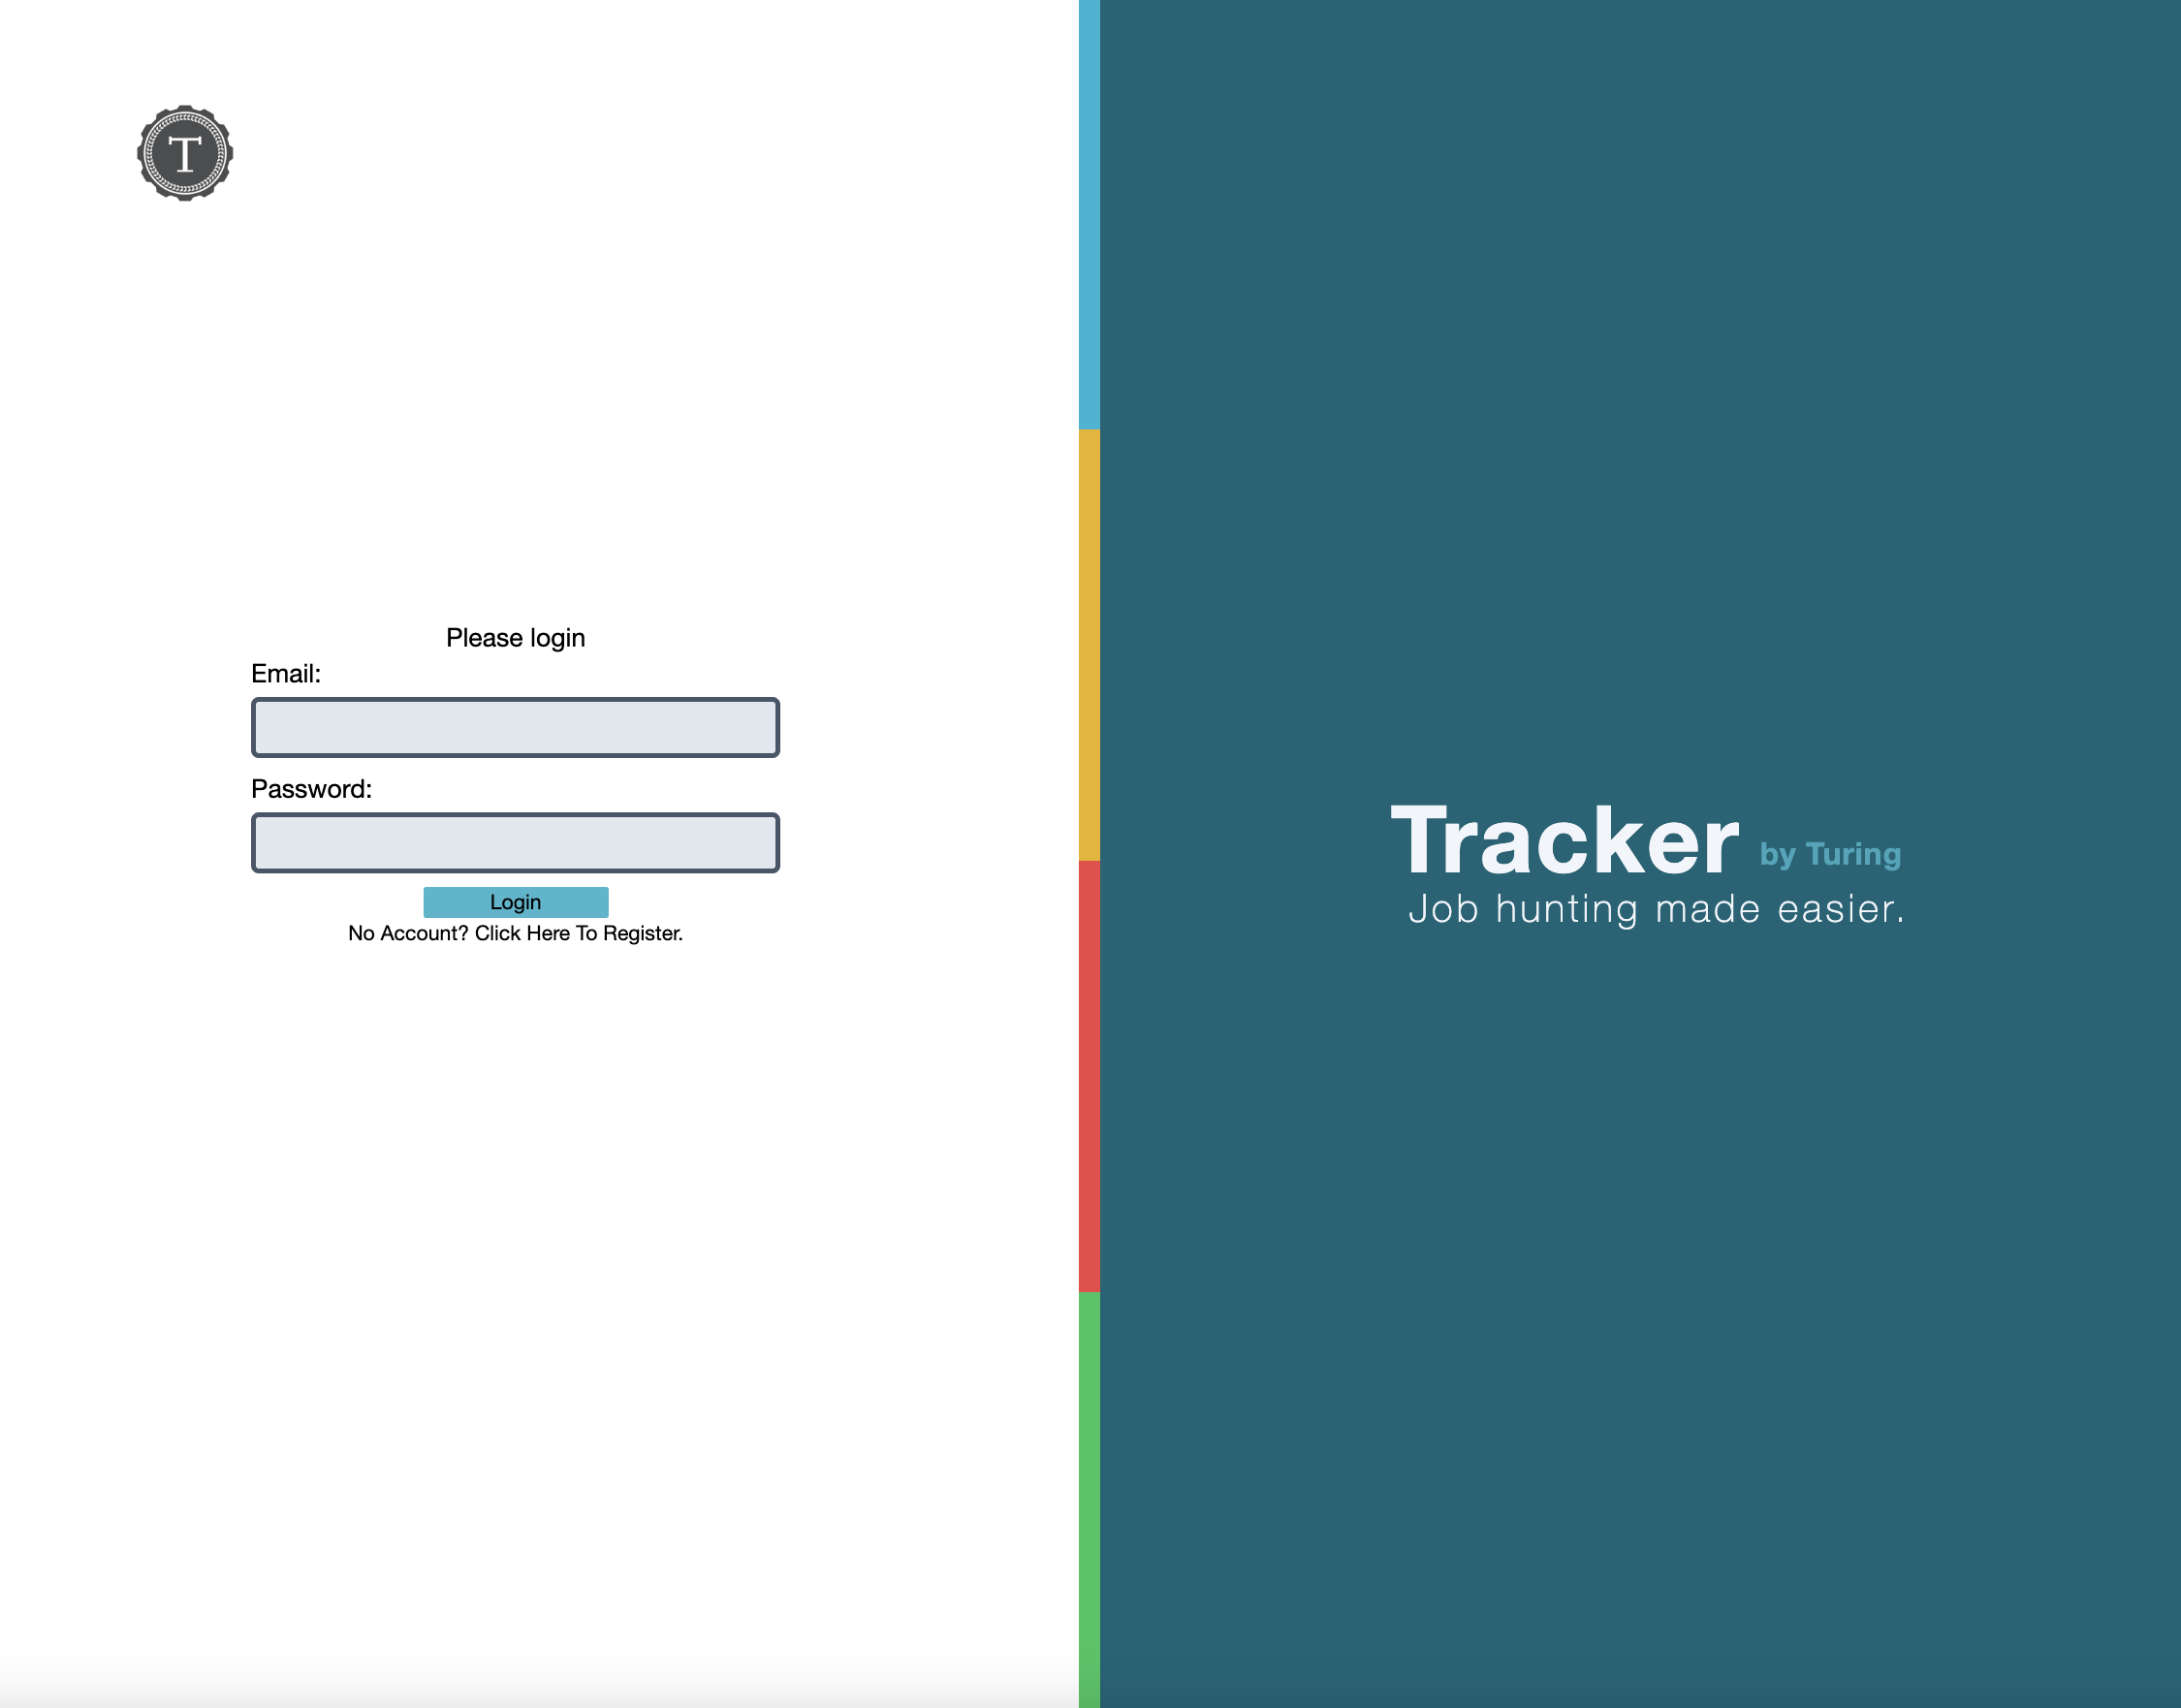 T
Please login
Email:
Password:
Login
No Account? Click Here To Register.
Tracker by Turing
Job hunting made easier.